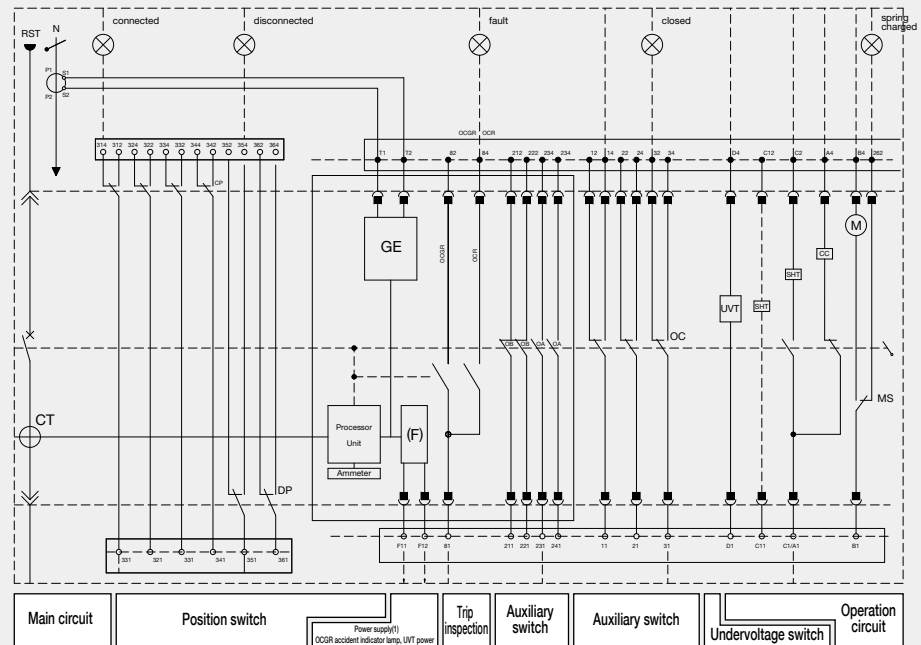 connected
disconnected
fault
closed
spring
charged
RST
N
P1
S1
P2
S2
OCGR
OCR
314
312
324
322
334
332
344
342
352
354
362
364
T1
T2
82
84
212
222
234
234
12
14
22
24
32
34
D4
C12
C2
A4
B4
262
CP
GE
OCGR
OCR
M
CC
SHT
UVT
SHT
OB
OB
OA
OA
OC
MS
CT
Processor
Unit
(F)
Ammeter
DP
331
321
331
341
351
361
F11
F12
81
211
221
231
241
11
21
31
D1
C11
C1/A1
B1
Main circuit
Position switch
Power supply(1)
OCGR accident indicator lamp, UVT power
Trip
inspection
Auxiliary
switch
Auxiliary switch
Undervoltage switch
Operation
circuit